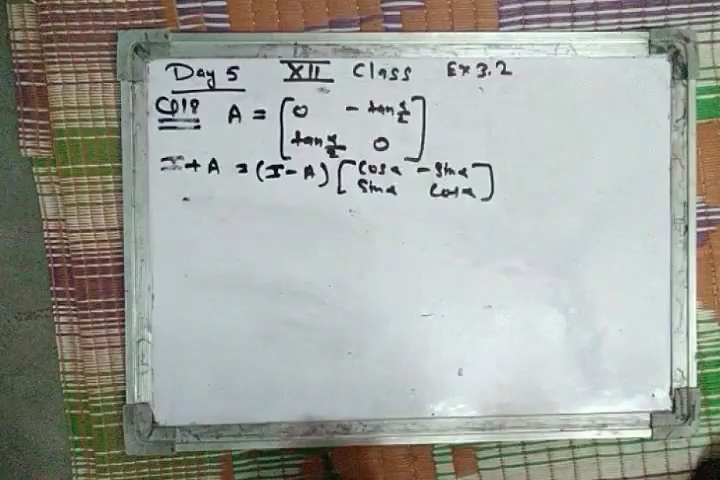 Day 5 XII Class Ex 3.2
Q18 A = [0 - tan α/2
tan α/2 0]
I + A = (I - A) [cos α - sin α
sin α cos α]